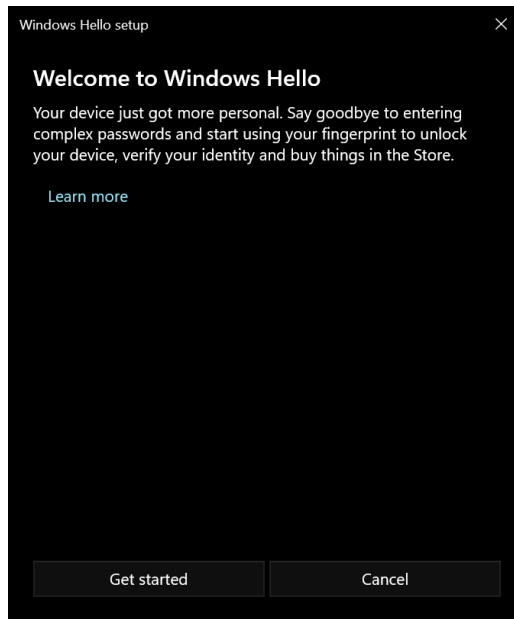 Windows Hello setup
Welcome to Windows Hello
Your device just got more personal. Say goodbye to entering
complex passwords and start using your fingerprint to unlock
your device, verify your identity and buy things in the Store.
Learn more
Get started
Cancel